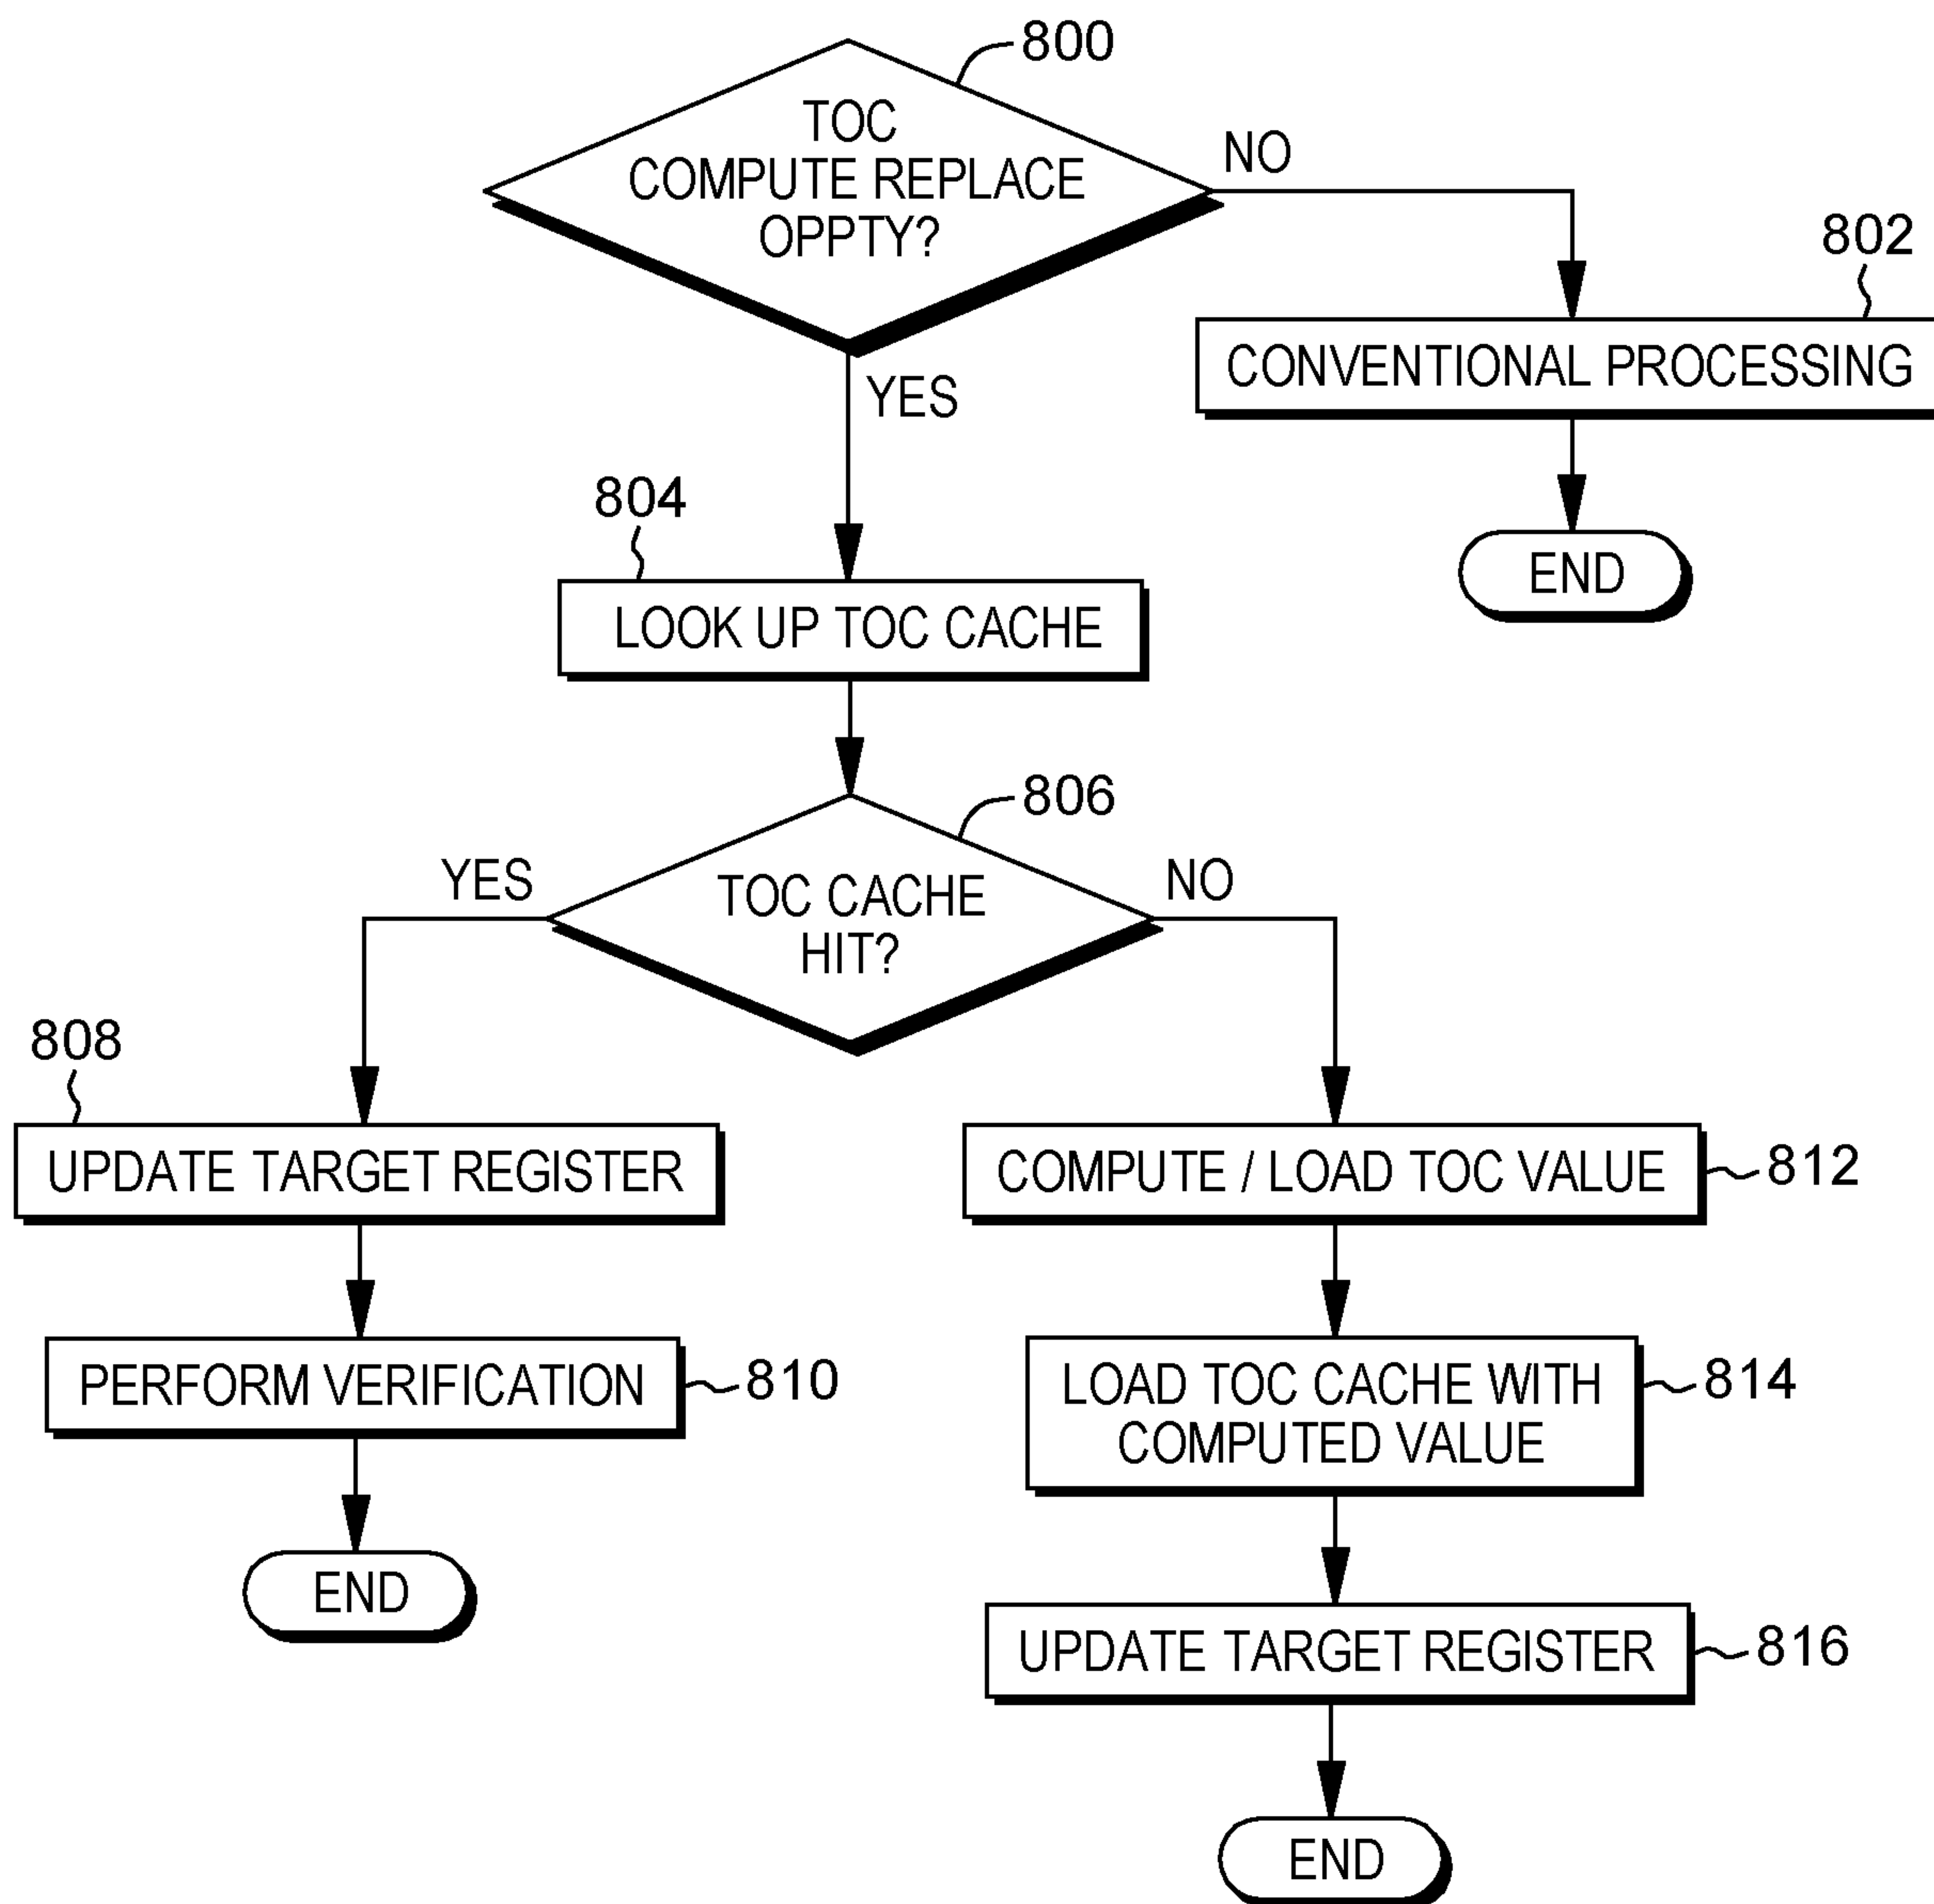 800
TOC
COMPUTE REPLACE
OPPTY?
NO
802
CONVENTIONAL PROCESSING
END
YES
804
LOOK UP TOC CACHE
806
TOC CACHE
HIT?
YES
NO
808
UPDATE TARGET REGISTER
PERFORM VERIFICATION
810
END
COMPUTE / LOAD TOC VALUE
812
LOAD TOC CACHE WITH
COMPUTED VALUE
814
UPDATE TARGET REGISTER
816
END